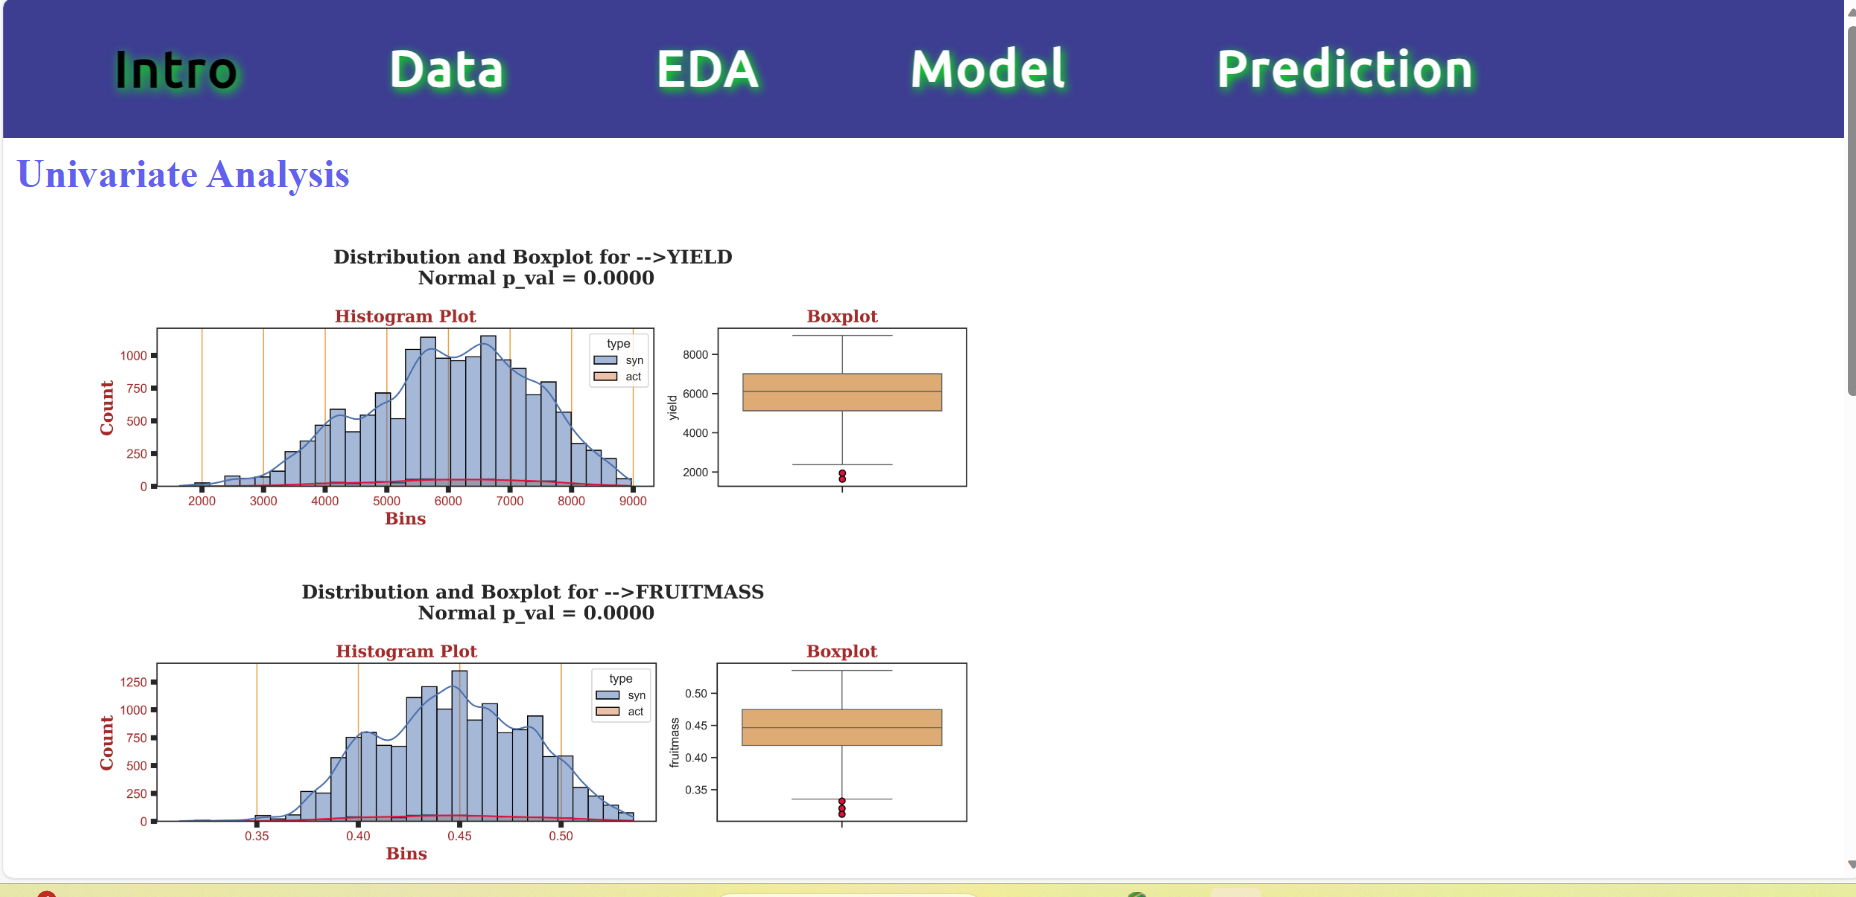 Intro Data EDA Model Prediction
Univariate Analysis
Distribution and Boxplot for -->YIELD
Normal p_val = 0.0000
Histogram Plot
Count
1000
750
500
250
0
type
syn
act
2000 3000 4000 5000 6000 7000 8000 9000
Bins
Boxplot
yield
8000
6000
4000
2000
Distribution and Boxplot for -->FRUITMASS
Normal p_val = 0.0000
Histogram Plot
Count
1250
1000
750
500
250
0
type
syn
act
0.35 0.40 0.45 0.50
Bins
Boxplot
fruitmass
0.50
0.45
0.40
0.35